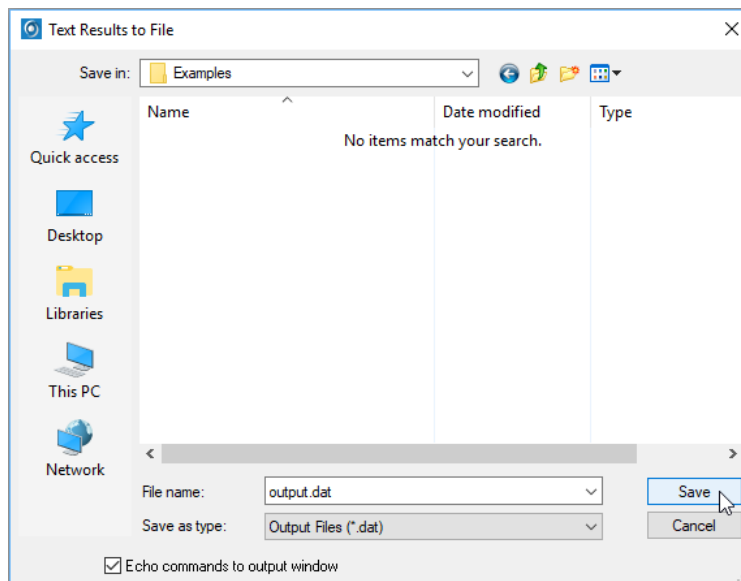 Text Results to File
Save in: Examples
Name Date modified Type
No items match your search.
Quick access
Desktop
Libraries
This PC
Network
File name: output.dat Save
Save as type: Output Files (*.dat) Cancel
Echo commands to output window